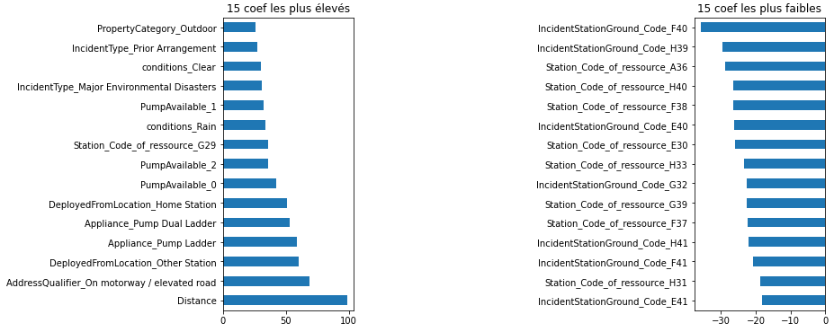 15 coef les plus élevés
PropertyCategory_Outdoor
IncidentType_Prior Arrangement
conditions_Clear
IncidentType_Major Environmental Disasters
PumpAvailable_1
conditions_Rain
Station_Code_of_ressource_G29
PumpAvailable_2
PumpAvailable_0
DeployedFromLocation_Home Station
Appliance_Pump Dual Ladder
Appliance_Pump Ladder
DeployedFromLocation_Other Station
AddressQualifier_On motorway / elevated road
Distance
0 50 100
15 coef les plus faibles
IncidentStationGround_Code_F40
IncidentStationGround_Code_H39
Station_Code_of_ressource_A36
Station_Code_of_ressource_H40
Station_Code_of_ressource_F38
IncidentStationGround_Code_E40
Station_Code_of_ressource_E30
Station_Code_of_ressource_H33
IncidentStationGround_Code_G32
Station_Code_of_ressource_G39
Station_Code_of_ressource_F37
IncidentStationGround_Code_H41
IncidentStationGround_Code_F41
Station_Code_of_ressource_H31
IncidentStationGround_Code_E41
−30 −20 −10 0